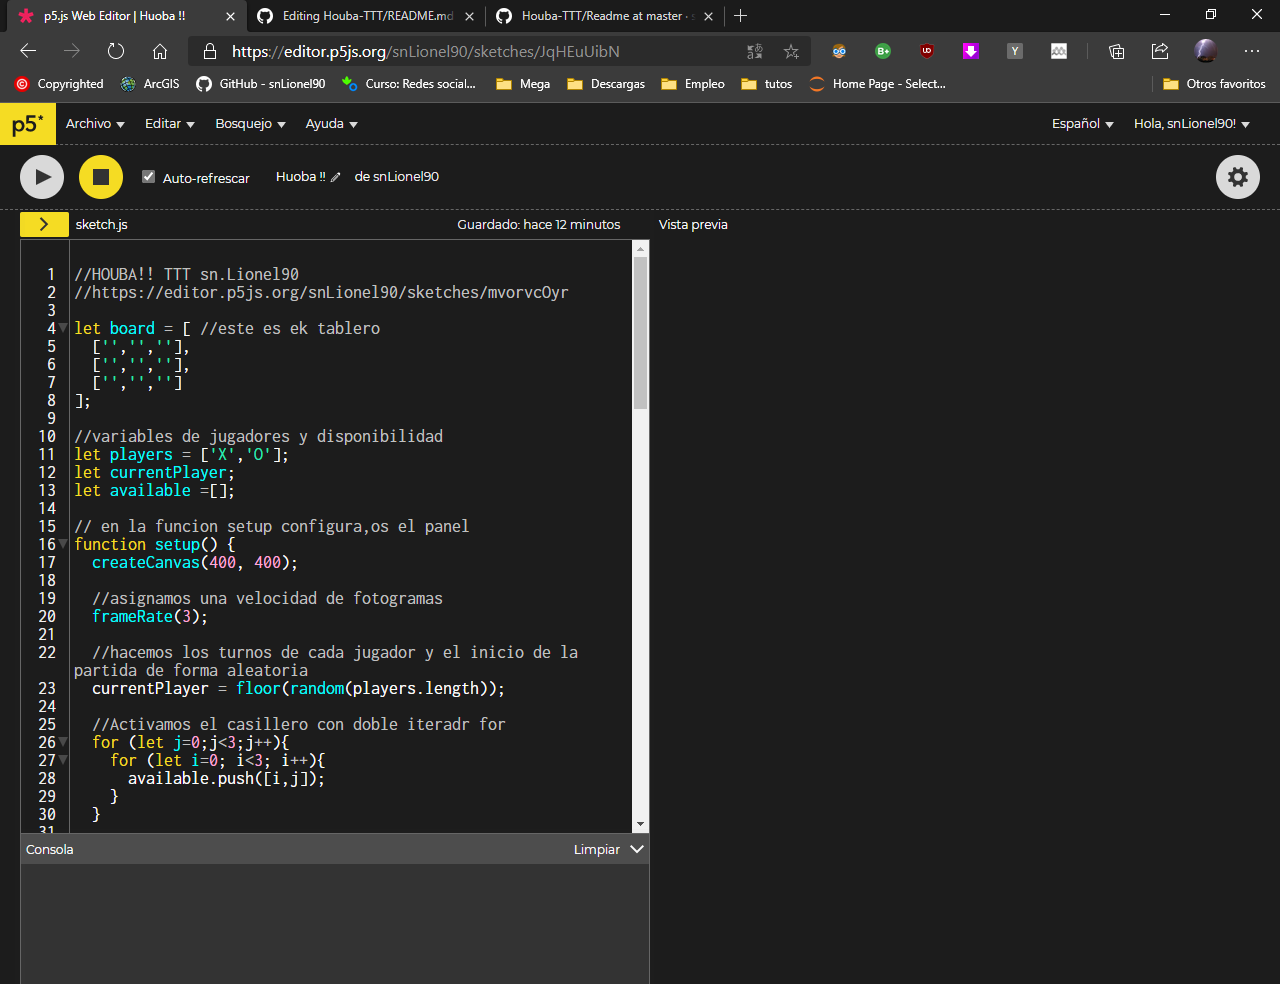 p5.js Web Editor | Huoba !!
Editing Houba-TTT/README.md
Houba-TTT/Readme at master ·
https://editor.p5js.org/snLionel90/sketches/JqHEuUibN
Copyrighted
ArcGIS
GitHub - snLionel90
Curso: Redes social...
Mega
Descargas
Empleo
tutos
Home Page - Select...
Otros favoritos
p5*
Archivo
Editar
Bosquejo
Ayuda
Español
Hola, snLionel90!
Auto-refrescar
Huoba !!
de snLionel90
sketch.js
Guardado: hace 12 minutos
Vista previa
1 //HOUBA!! TTT sn.Lionel90
2 //https://editor.p5js.org/snLionel90/sketches/mvorvcOyr
3
4 let board = [ //este es ek tablero
5 ['','',''],
6 ['','',''],
7 ['','','']
8 ];
9
10 //variables de jugadores y disponibilidad
11 let players = ['X','O'];
12 let currentPlayer;
13 let available =[];
14
15 // en la funcion setup configura,os el panel
16 function setup() {
17 createCanvas(400, 400);
18
19 //asignamos una velocidad de fotogramas
20 frameRate(3);
21
22 //hacemos los turnos de cada jugador y el inicio de la
partida de forma aleatoria
23 currentPlayer = floor(random(players.length));
24
25 //Activamos el casillero con doble iteradr for
26 for (let j=0;j<3;j++){
27 for (let i=0; i<3; i++){
28 available.push([i,j]);
29 }
30 }
31
Consola
Limpiar